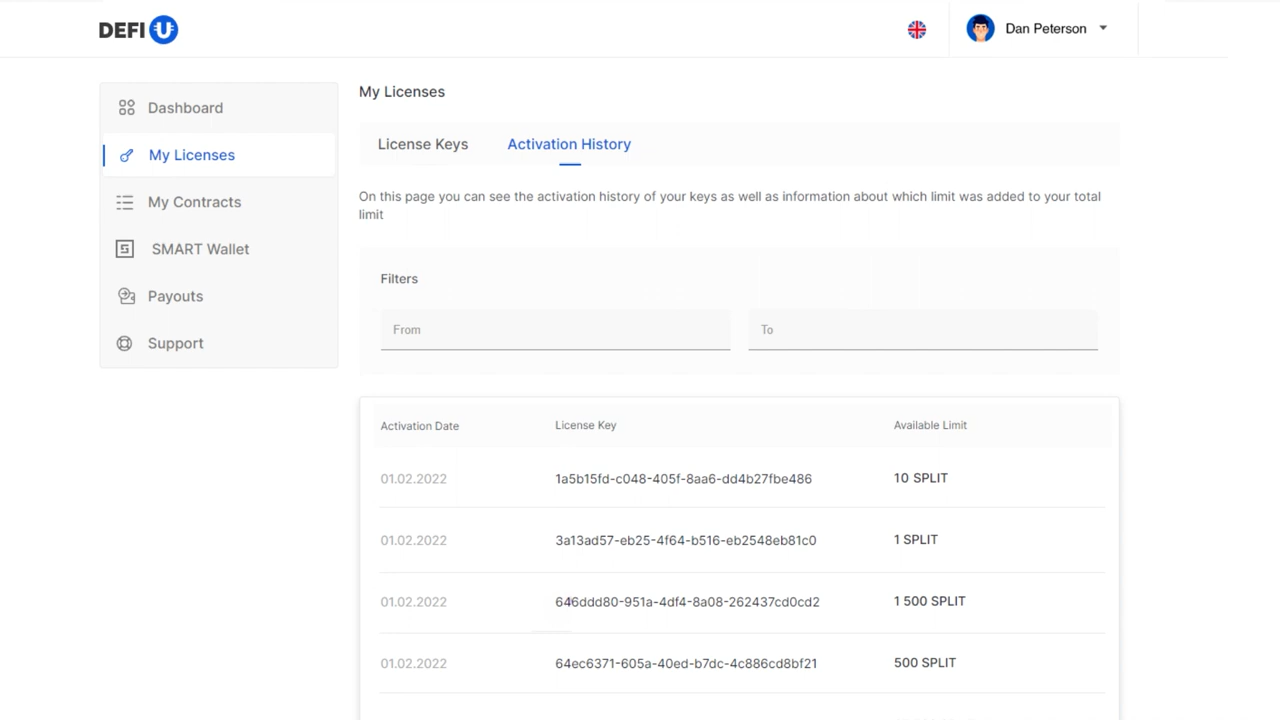 DEFI U
Dan Peterson
Dashboard
My Licenses
My Contracts
SMART Wallet
Payouts
Support
My Licenses
License Keys Activation History
On this page you can see the activation history of your keys as well as information about which limit was added to your total
limit
Filters
From To
Activation Date License Key Available Limit
01.02.2022 1a5b15fd-c048-405f-8aa6-dd4b27fbe486 10 SPLIT
01.02.2022 3a13ad57-eb25-4f64-b516-eb2548eb81c0 1 SPLIT
01.02.2022 646ddd80-951a-4df4-8a08-262437cd0cd2 1 500 SPLIT
01.02.2022 64ec6371-605a-40ed-b7dc-4c886cd8bf21 500 SPLIT